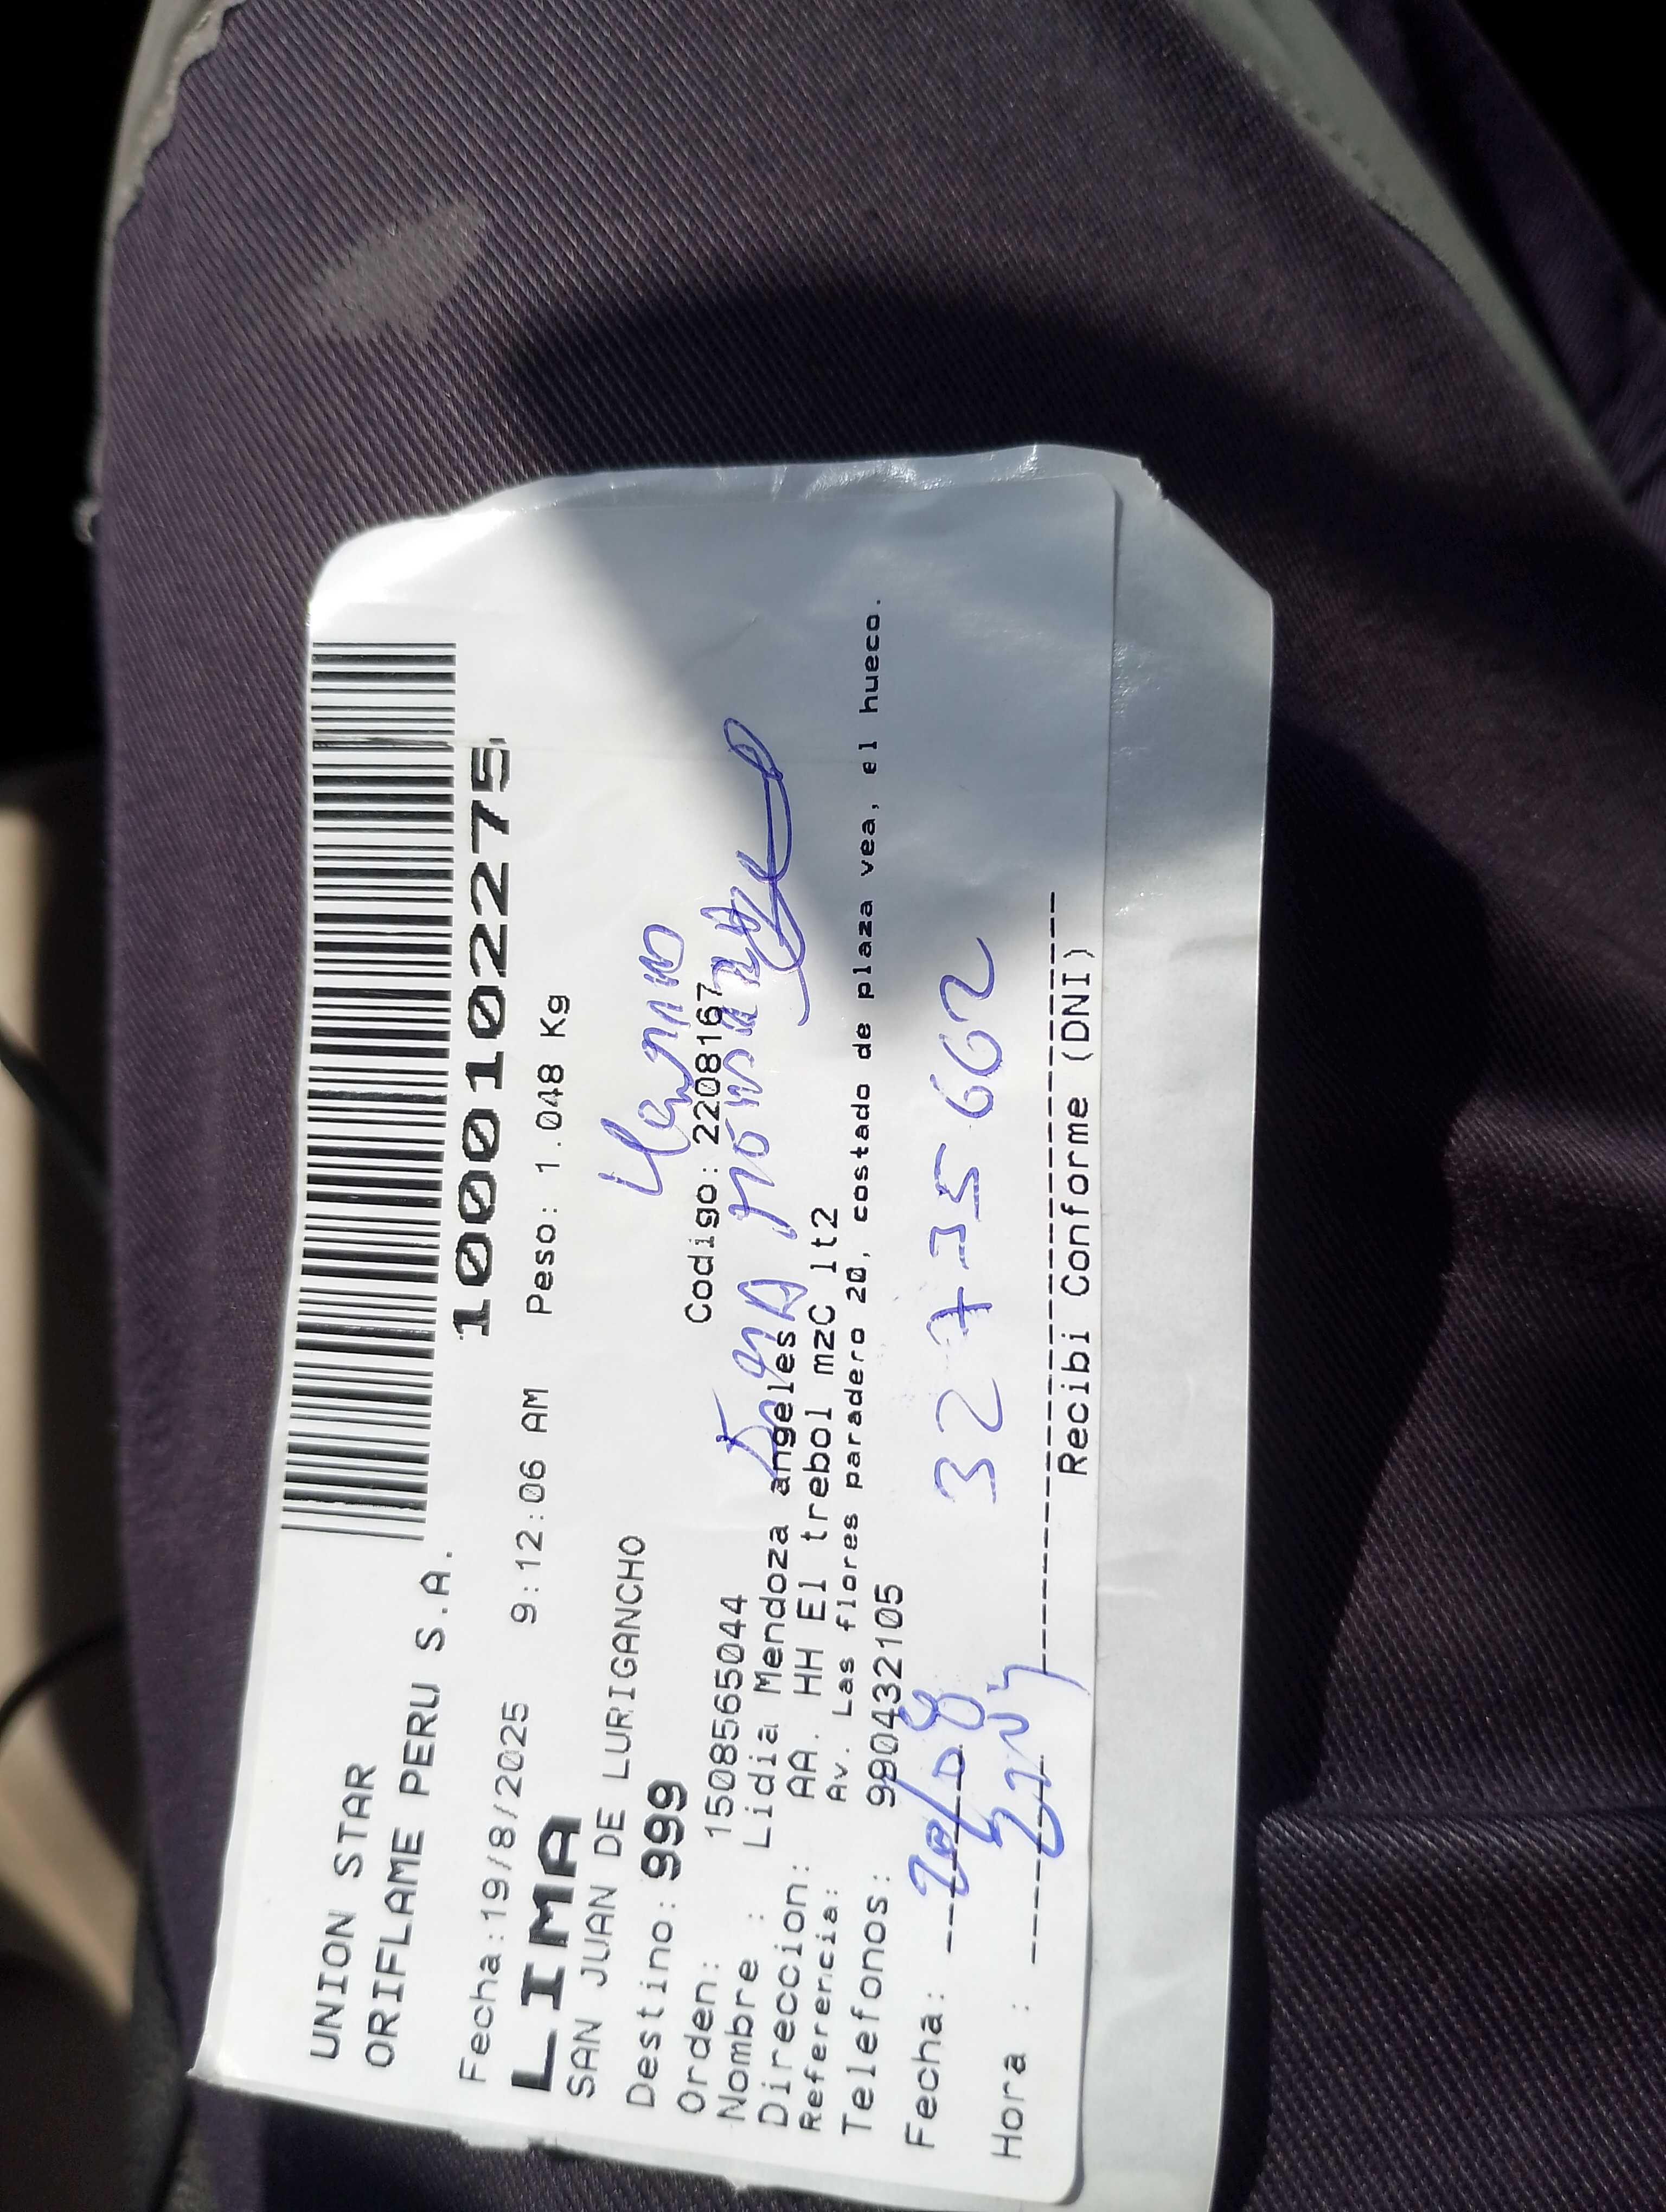 UNION STAR
ORIFLAME PERU S.A.
10001022275
Fecha:19/8/2025 9:12:06 AM Peso: 1.048 Kg
LIMA
SAN JUAN DE LURIGANCHO
Destino: 999
Hermano
Orden: 1508565044 Codigo: 2208167
Nombre : Lidia Mendoza angeles
Direccion: AA. HH El trebol mzC lt2
Referencia: Av. Las flores paradero 20, costado de plaza vea, el hueco.
Telefonos: 990432105
Fecha: 20/08 32735662
Hora :
Recibi Conforme (DNI)